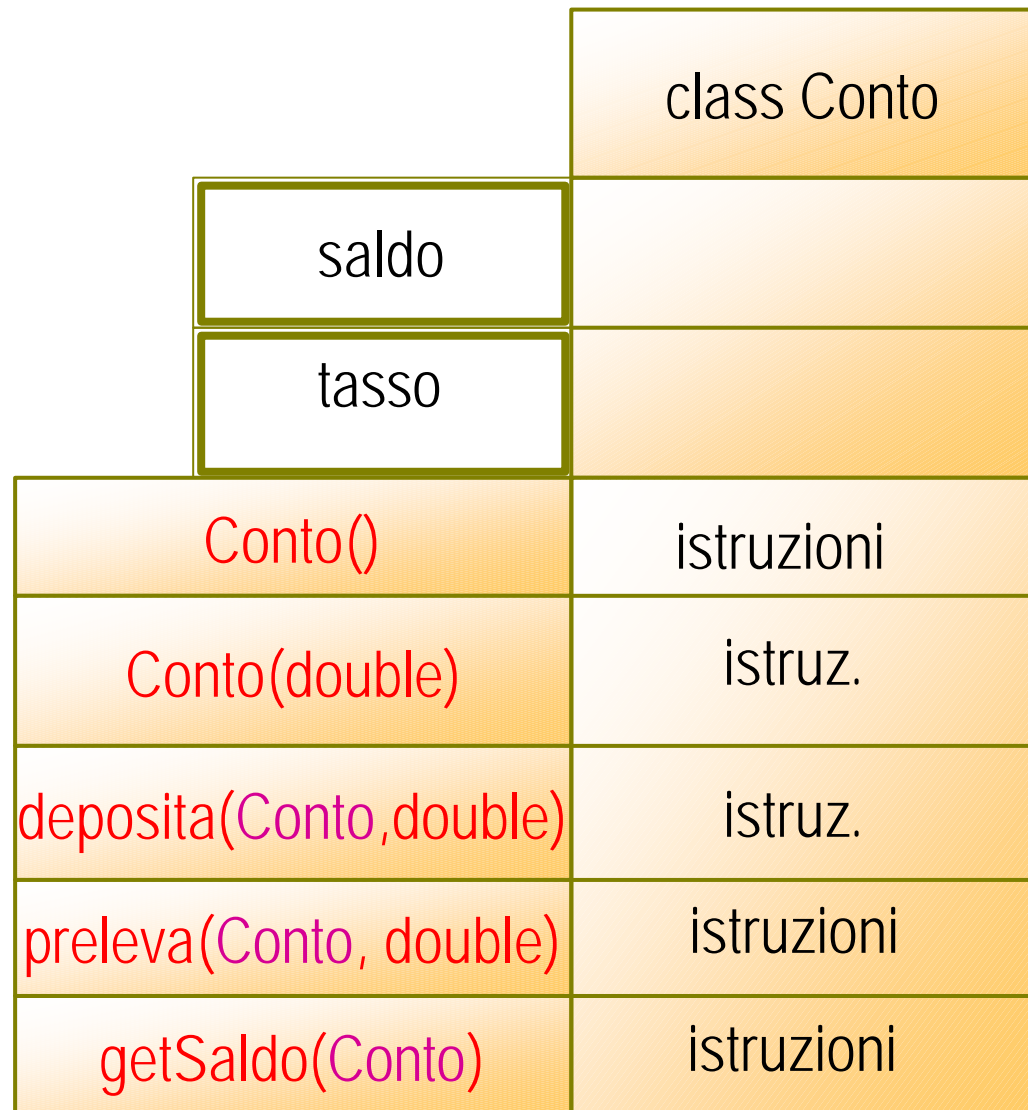 class Conto
saldo
tasso
Conto() istruzioni
Conto(double) istruz.
deposita(Conto,double) istruz.
preleva(Conto, double) istruzioni
getSaldo(Conto) istruzioni